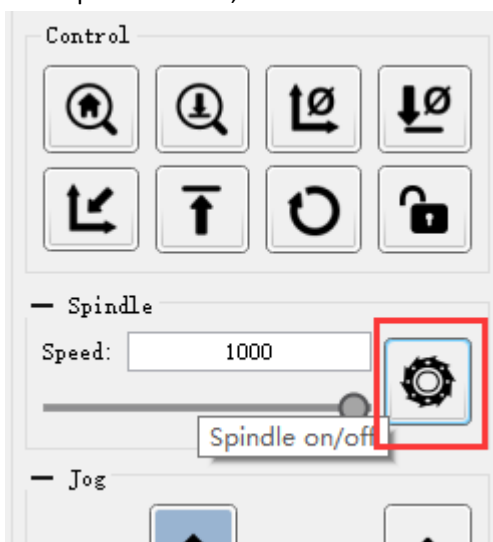 Control
Spindle
Speed: 1000
Spindle on/off
Jog